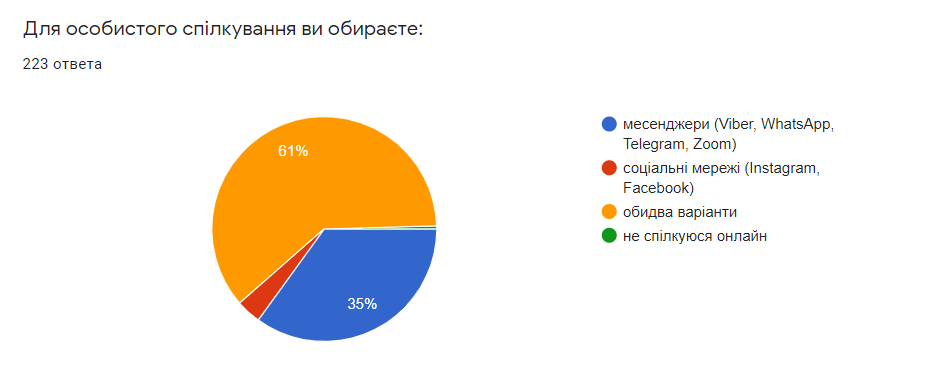 Для особистого спілкування ви обираєте:
223 ответа
61%
35%
месенджери (Viber, WhatsApp,
Telegram, Zoom)
соціальні мережі (Instagram,
Facebook)
обидва варіанти
не спілкуюся онлайн